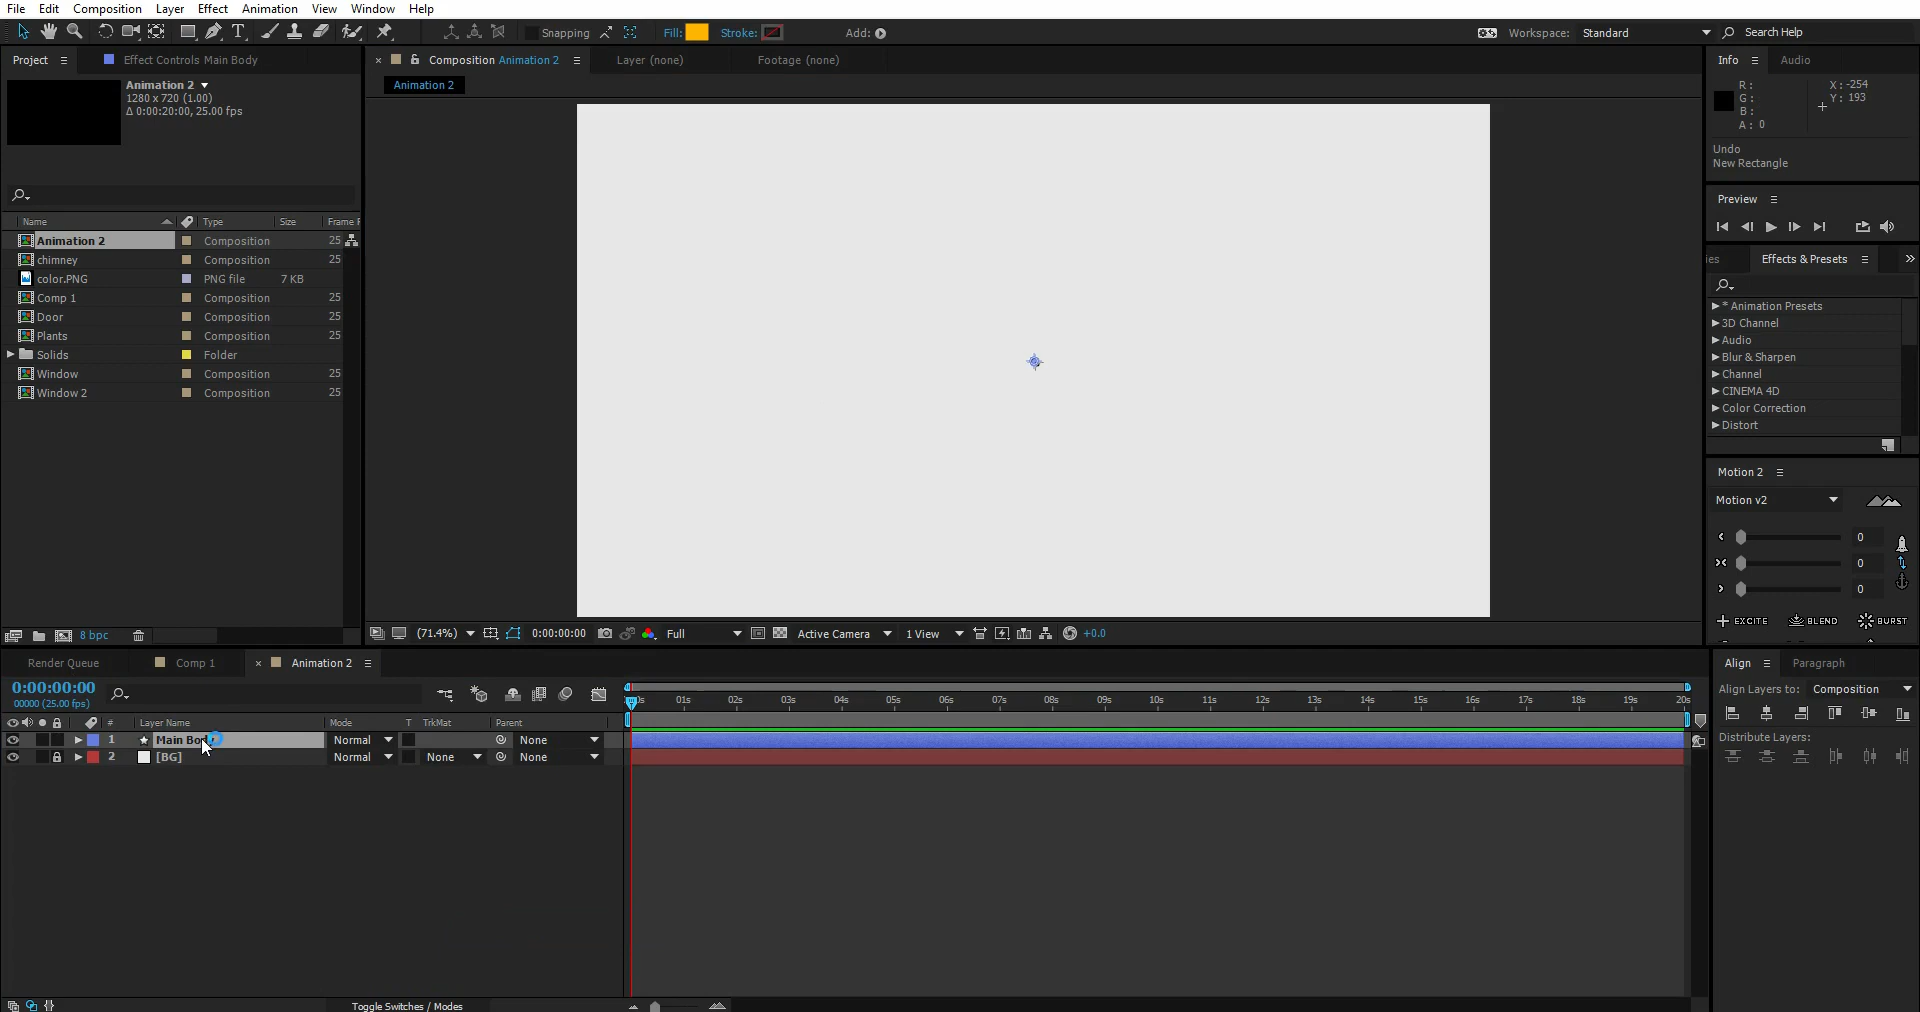 File Edit Composition Layer Effect Animation View Window Help
Snapping Fill: Stroke: Add: Workspace: Standard Search Help
Project Effect Controls Main Body
Animation 2
1280 x 720 (1.00)
Δ 0:00:20:00, 25.00 fps
Name Type Size Frame F
Animation 2 Composition 25
chimney Composition 25
color.PNG PNG file 7 KB
Comp 1 Composition 25
Door Composition 25
Plants Composition 25
Solids Folder
Window Composition 25
Window 2 Composition 25
8 bpc
Composition Animation 2 Layer (none) Footage (none)
Animation 2
(71.4%) 0:00:00:00 Full Active Camera 1 View +0.0
Info Audio
R: X: -254
G: Y: 193
B:
A: 0
Undo
New Rectangle
Preview
ies Effects & Presets
* Animation Presets
3D Channel
Audio
Blur & Sharpen
Channel
CINEMA 4D
Color Correction
Distort
Motion 2
Motion v2
0
0
0
EXCITE BLEND BURST
Render Queue Comp 1 Animation 2
0:00:00:00
00000 (25.00 fps)
# Layer Name Mode T TrkMat Parent
1 Main Bod Normal None
2 [BG] Normal None None
0s 01s 02s 03s 04s 05s 06s 07s 08s 09s 10s 11s 12s 13s 14s 15s 16s 17s 18s 19s 20s
Toggle Switches / Modes
Align Paragraph
Align Layers to: Composition
Distribute Layers: